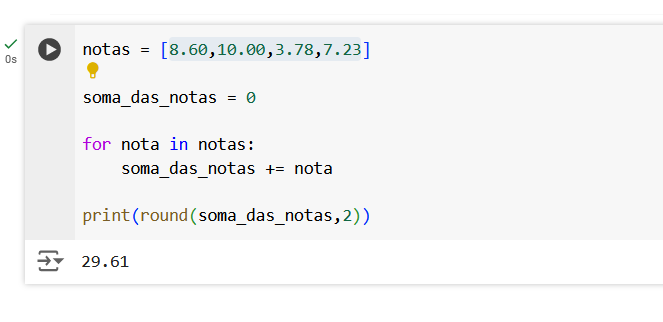 notas = [8.60,10.00,3.78,7.23]
0s
soma_das_notas = 0
for nota in notas:
    soma_das_notas += nota
print(round(soma_das_notas,2))
29.61